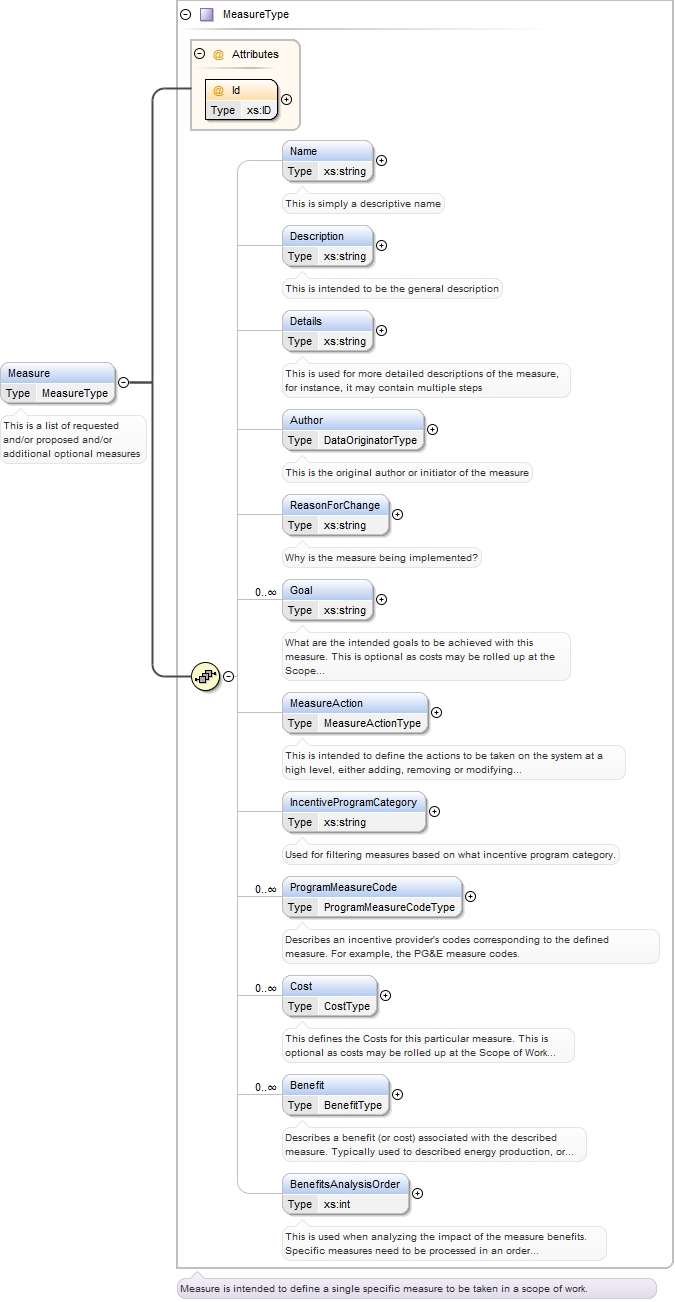 MeasureType
@ Attributes
@ Id
Type xs:ID
Name
Type xs:string
This is simply a descriptive name
Description
Type xs:string
This is intended to be the general description
Details
Type xs:string
This is used for more detailed descriptions of the measure,
for instance, it may contain multiple steps
Measure
Type MeasureType
This is a list of requested
and/or proposed and/or
additional optional measures
Author
Type DataOriginatorType
This is the original author or initiator of the measure
ReasonForChange
Type xs:string
Why is the measure being implemented?
0..∞
Goal
Type xs:string
What are the intended goals to be achieved with this
measure. This is optional as costs may be rolled up at the
Scope...
MeasureAction
Type MeasureActionType
This is intended to define the actions to be taken on the system at a
high level, either adding, removing or modifying...
IncentiveProgramCategory
Type xs:string
Used for filtering measures based on what incentive program category.
0..∞
ProgramMeasureCode
Type ProgramMeasureCodeType
Describes an incentive provider's codes corresponding to the defined
measure. For example, the PG&E measure codes.
0..∞
Cost
Type CostType
This defines the Costs for this particular measure. This is
optional as costs may be rolled up at the Scope of Work...
0..∞
Benefit
Type BenefitType
Describes a benefit (or cost) associated with the described
measure. Typically used to described energy production, or...
BenefitsAnalysisOrder
Type xs:int
This is used when analyzing the impact of the measure benefits.
Specific measures need to be processed in an order...
Measure is intended to define a single specific measure to be taken in a scope of work.